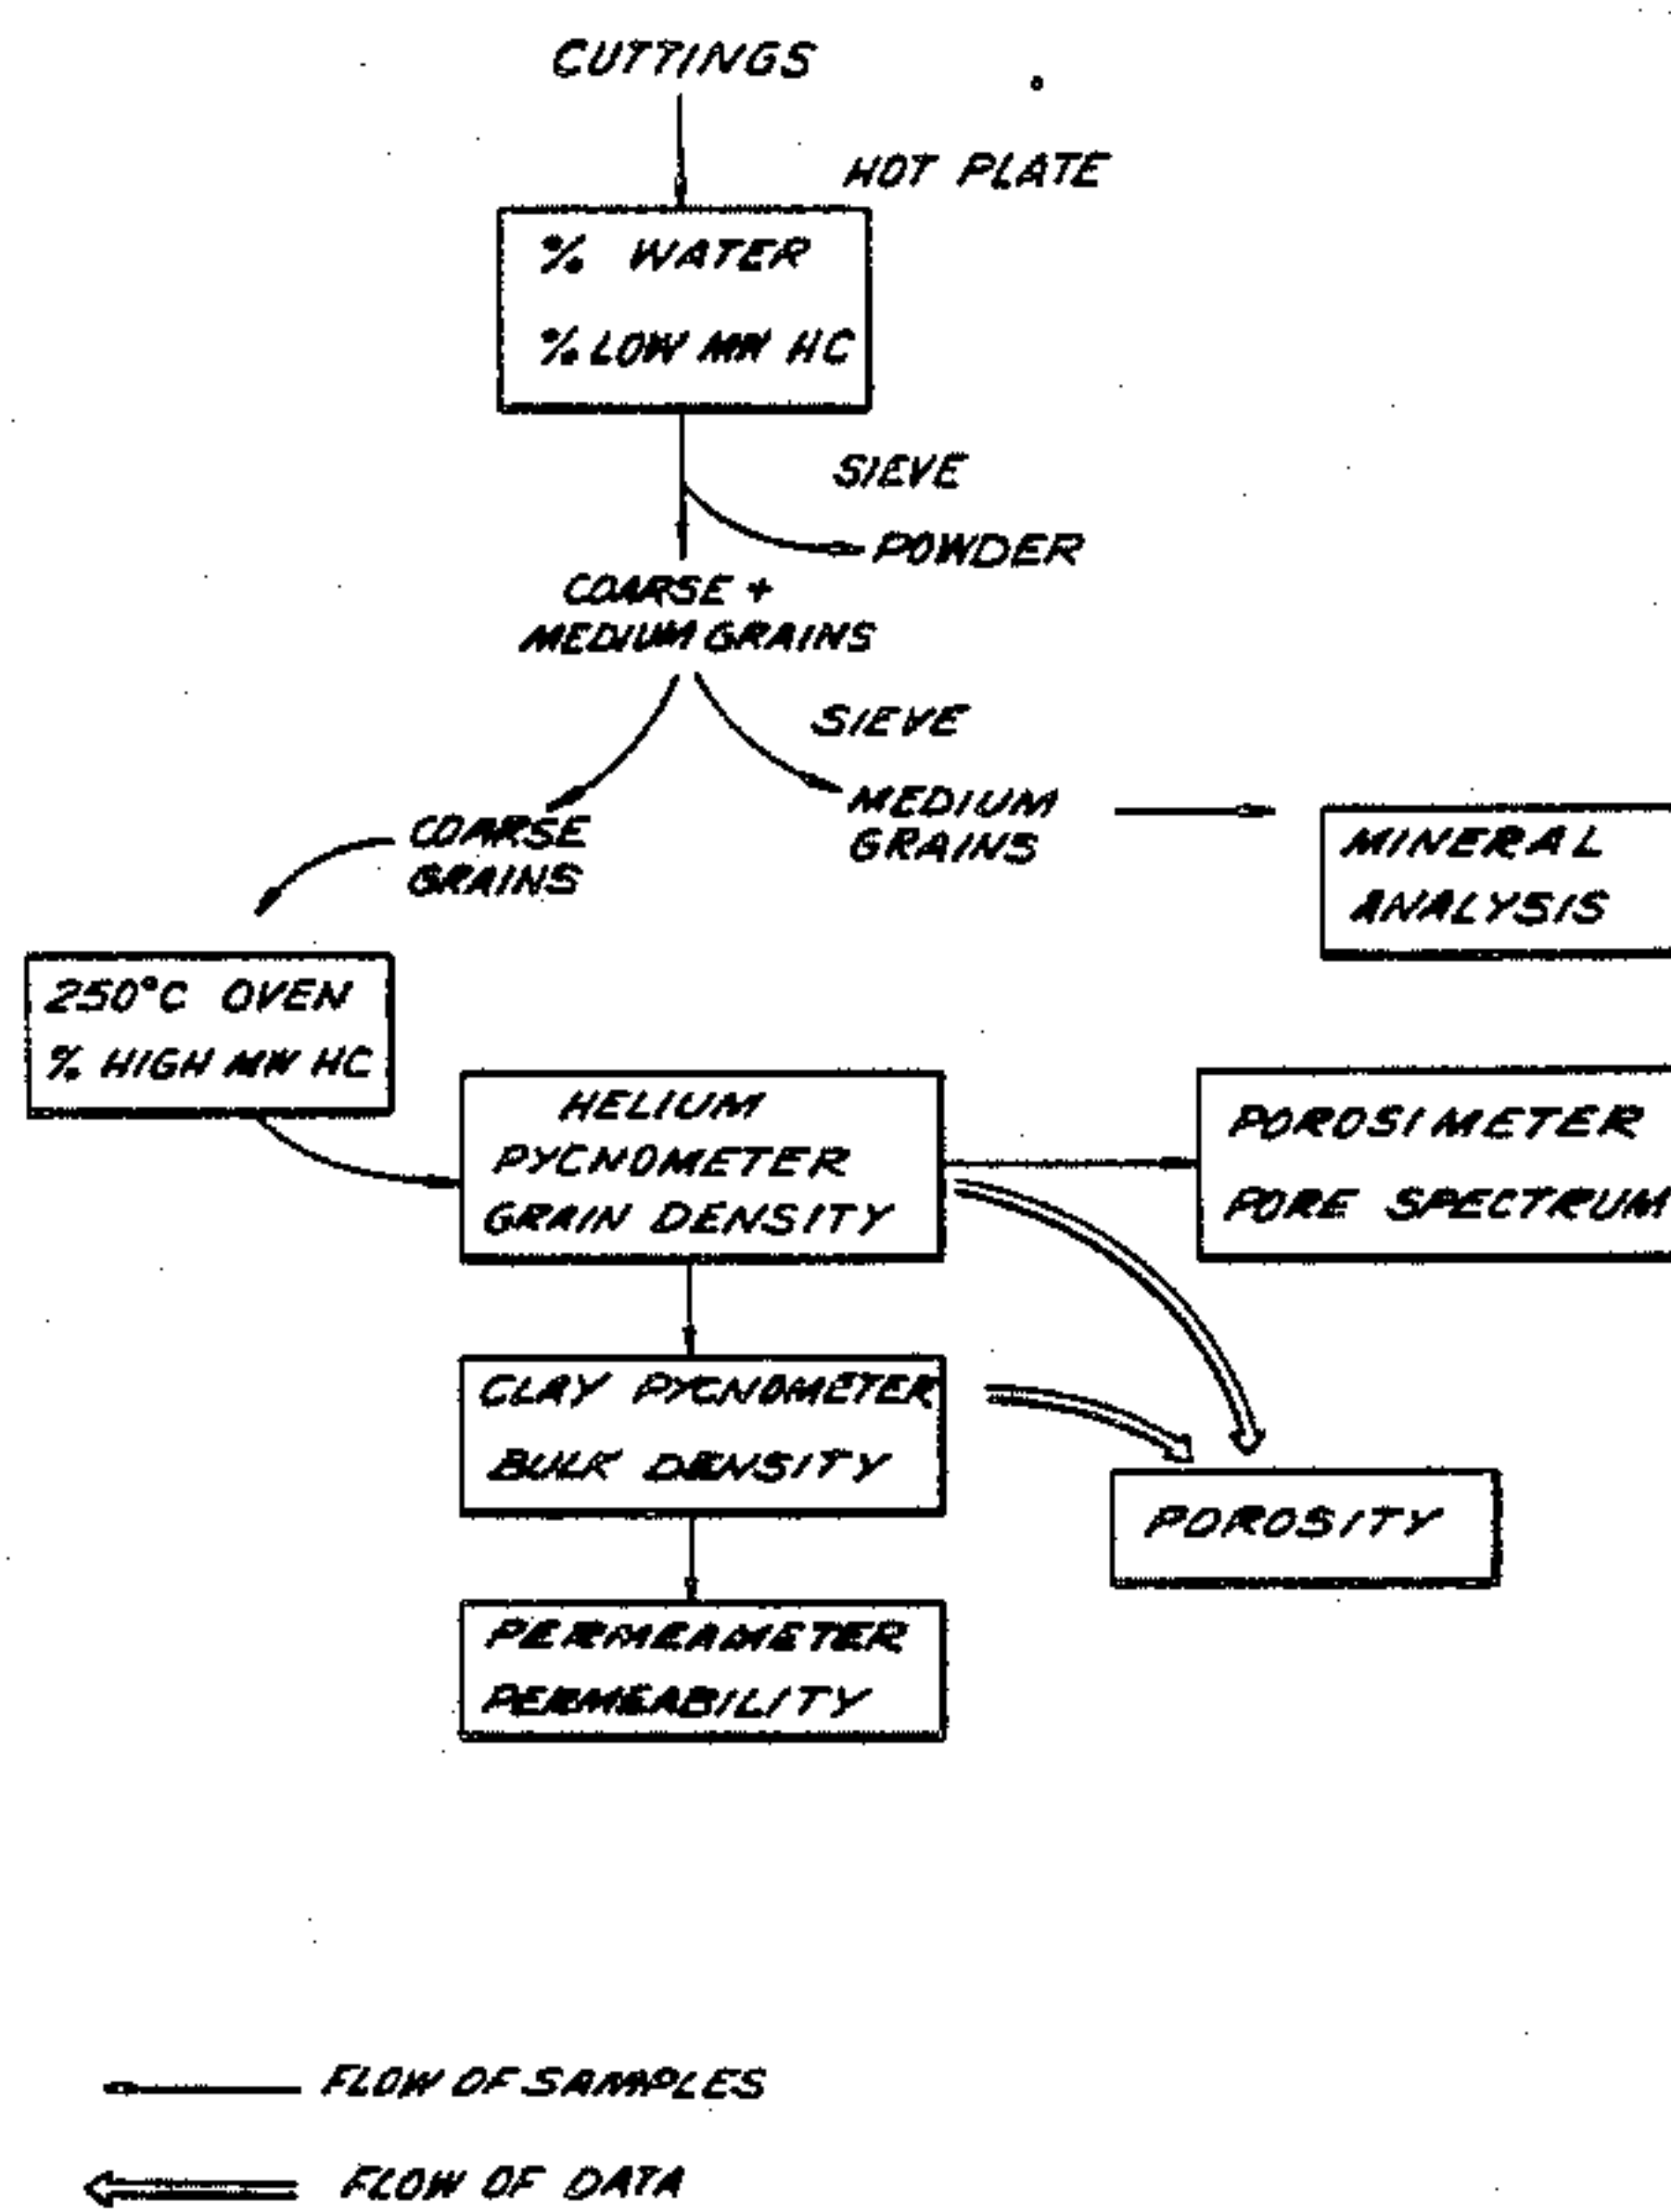 CUTTINGS
HOT PLATE
% WATER
% LOW MW HC
SIEVE
POWDER
COARSE +
MEDIUM GRAINS
SIEVE
MEDIUM
GRAINS
COARSE
GRAINS
MINERAL
ANALYSIS
250°C OVEN
% HIGH MW HC
HELIUM
PYCNOMETER
GRAIN DENSITY
POROSIMETER
PORE SPECTRUM
CLAY PYCNOMETER
BULK DENSITY
POROSITY
PERMEAMETER
PERMEABILITY
FLOW OF SAMPLES
FLOW OF DATA